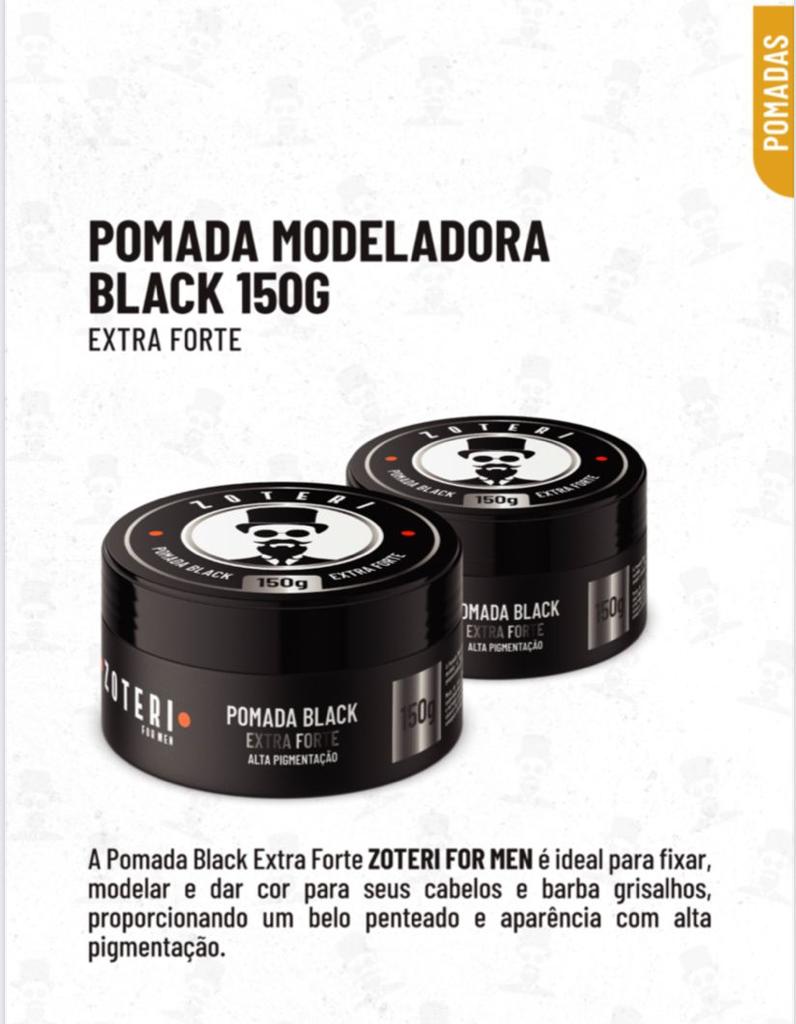 POMADAS
POMADA MODELADORA
BLACK 150G
EXTRA FORTE
ZOTERI
POMADA BLACK 150g EXTRA FORTE
OMADA BLACK
EXTRA FORTE
ALTA PIGMENTAÇÃO
150g
ZOTERI
POMADA BLACK 150g EXTRA FORTE
ZOTERI
FOR MEN
POMADA BLACK
EXTRA FORTE
ALTA PIGMENTAÇÃO
150g
A Pomada Black Extra Forte ZOTERI FOR MEN é ideal para fixar,
modelar e dar cor para seus cabelos e barba grisalhos,
proporcionando um belo penteado e aparência com alta
pigmentação.